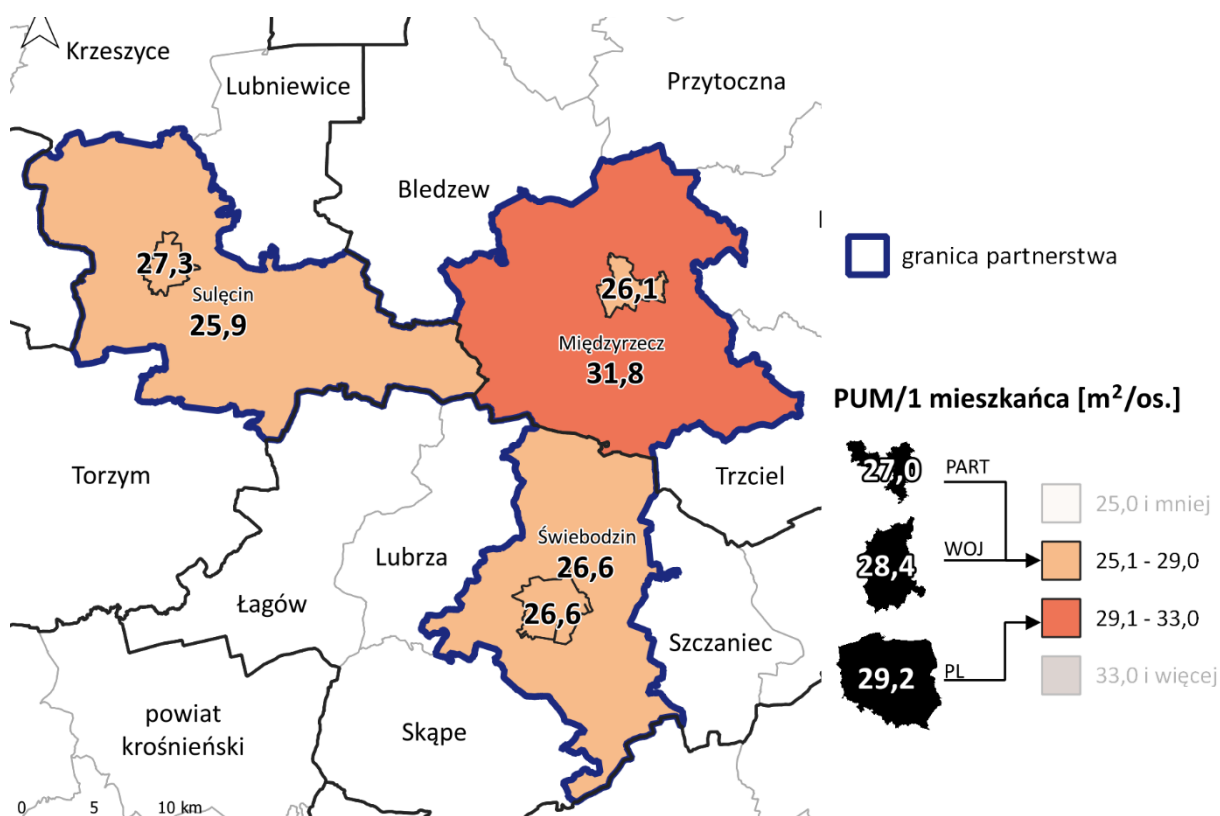 Krzeszyce
Lubniewice
Przytoczna
Bledzew
granica partnerstwa
27,3
Sulęcin
25,9
26,1
Międzyrzecz
31,8
PUM/1 mieszkańca [m²/os.]
27,0
PART
25,0 i mniej
WOJ
28,4
25,1 - 29,0
29,1 - 33,0
29,2
PL
33,0 i więcej
Torzym
Trzciel
Lubrza
Świebodzin
26,6
26,6
Łagów
Szczaniec
powiat
krośnieński
Skąpe
0 5 10 km